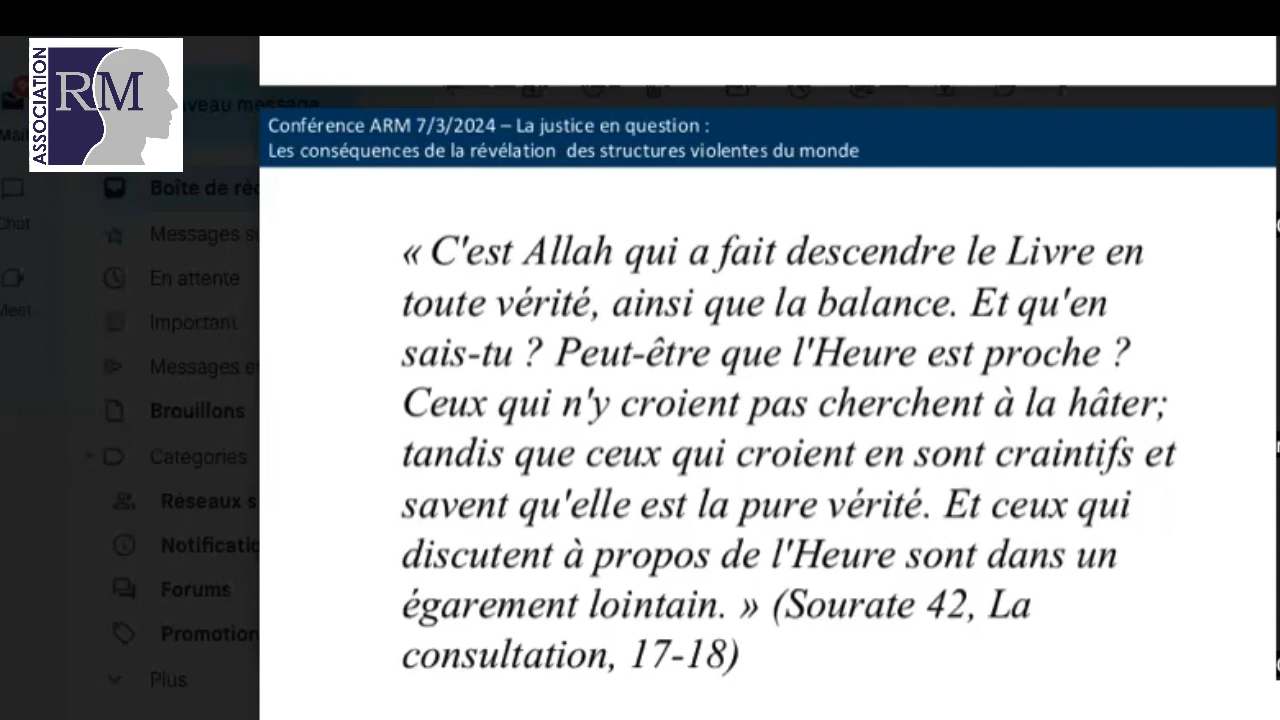 ASSOCIATION
RM
Conférence ARM 7/3/2024 – La justice en question :
Les conséquences de la révélation des structures violentes du monde
« C'est Allah qui a fait descendre le Livre en
toute vérité, ainsi que la balance. Et qu'en
sais-tu ? Peut-être que l'Heure est proche ?
Ceux qui n'y croient pas cherchent à la hâter;
tandis que ceux qui croient en sont craintifs et
savent qu'elle est la pure vérité. Et ceux qui
discutent à propos de l'Heure sont dans un
égarement lointain. » (Sourate 42, La
consultation, 17-18)
message
Mail
Boîte de
Chat
Messages
En attente
Meet
Important
Messages
Brouillons
Catégories
Réseaux
Forums
Plus